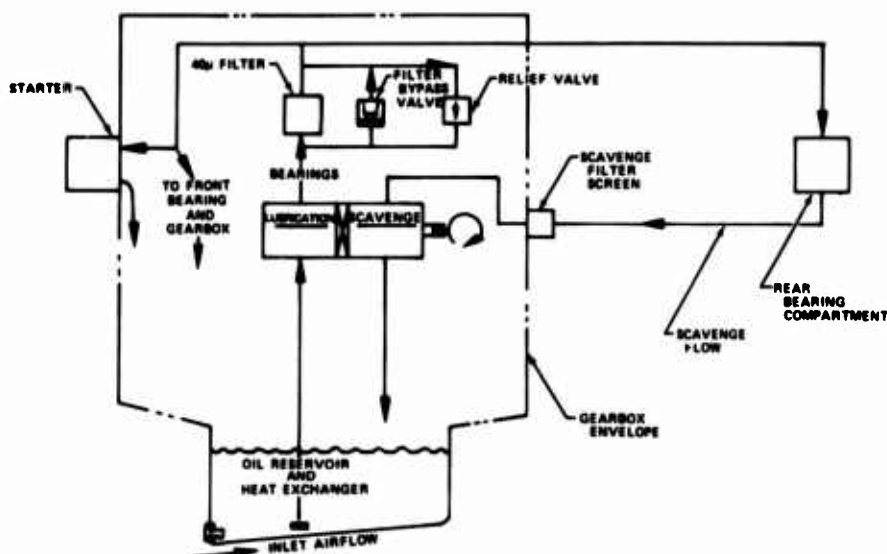 40μ FILTER
FILTER
BYPASS
VALVE
RELIEF VALVE
STARTER
SCAVENGE
FILTER
SCREEN
TO FRONT
BEARING
AND
GEARBOX
BEARINGS
LUBRICATION
SCAVENGE
REAR
BEARING
COMPARTMENT
SCAVENGE
FLOW
GEARBOX
ENVELOPE
OIL RESERVOIR
AND
HEAT EXCHANGER
INLET AIRFLOW